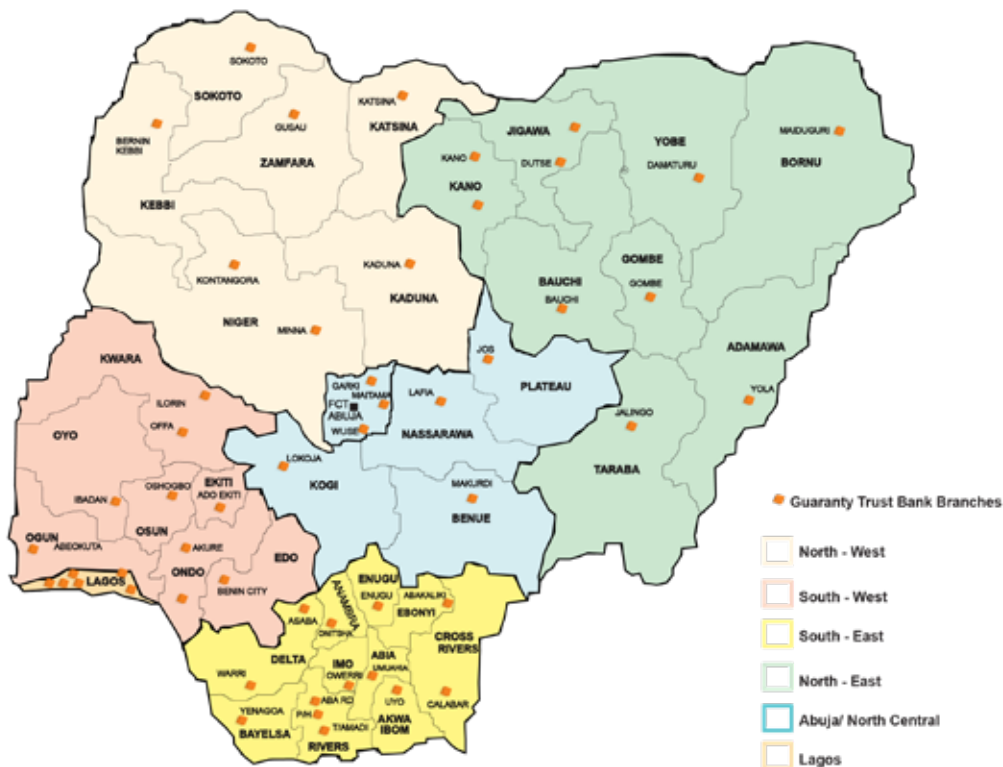 SOKOTO
SOKOTO
KATSINA
KATSINA
GUSAU
BERNIN
KEBBI
ZAMFARA
KEBBI
JIGAWA
KANO
DUTSE
KANO
YOBE
DAMATURU
MAIDUGURI
BORNU
KONTANGORA
KADUNA
KADUNA
NIGER
MINNA
BAUCHI
BAUCHI
GOMBE
GOMBE
ADAMAWA
YOLA
JALINGO
TARABA
KWARA
ILORIN
OFFA
OYO
JOS
PLATEAU
GARKI
MAITAMA
FCT
ABUJA
WUSE
LAFIA
NASSARAWA
LOKOJA
KOGI
MAKURDI
BENUE
IBADAN
OSHOGBO
EKITI
ADO EKITI
OGUN
ABEOKUTA
OSUN
AKURE
EDO
ONDO
BENIN CITY
LAGOS
ENUGU
ENUGU
ANAMBRA
ABAKALIKI
EBONYI
ASABA
ONITSHA
CROSS
RIVERS
DELTA
IMO
OWERRI
ABIA
UMUAHIA
WARRI
YENAGOA
BAYELSA
ABA RD
P/H
T/AMADI
RIVERS
UYO
AKWA
IBOM
CALABAR
Guaranty Trust Bank Branches
North - West
South - West
South - East
North - East
Abuja/ North Central
Lagos